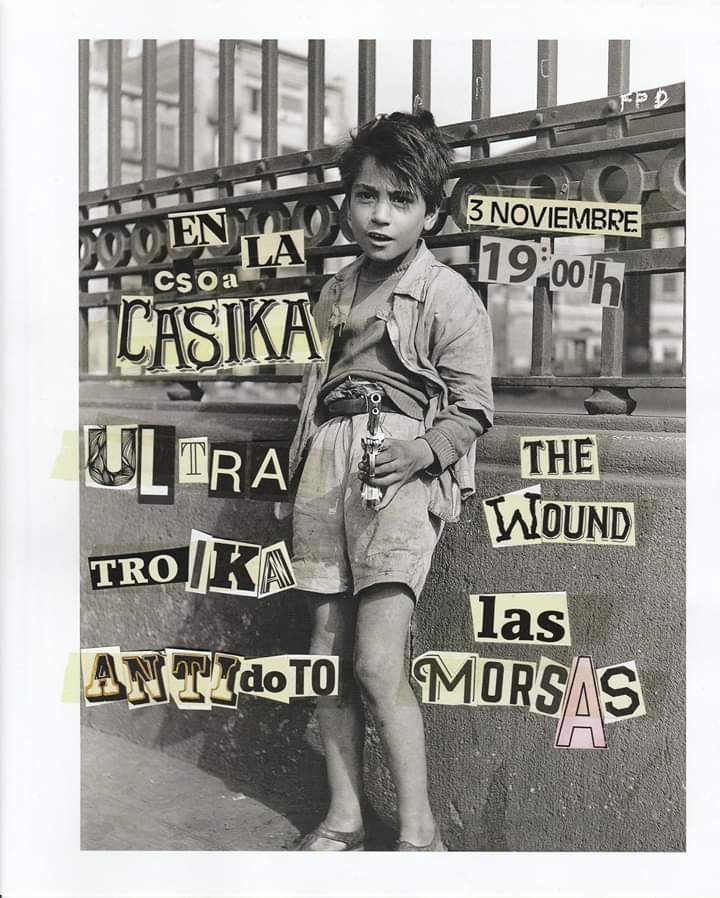 FPD
3 NOVIEMBRE
19:00h
EN LA
CSOa
CASIKA
ULTRA
TROIKA
ANTIdoTO
THE
WOUND
las
MORSAS